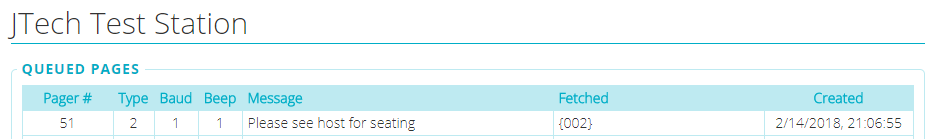 JTech Test Station
QUEUED PAGES
Pager # Type Baud Beep Message Fetched Created
51 2 1 1 Please see host for seating {002} 2/14/2018, 21:06:55